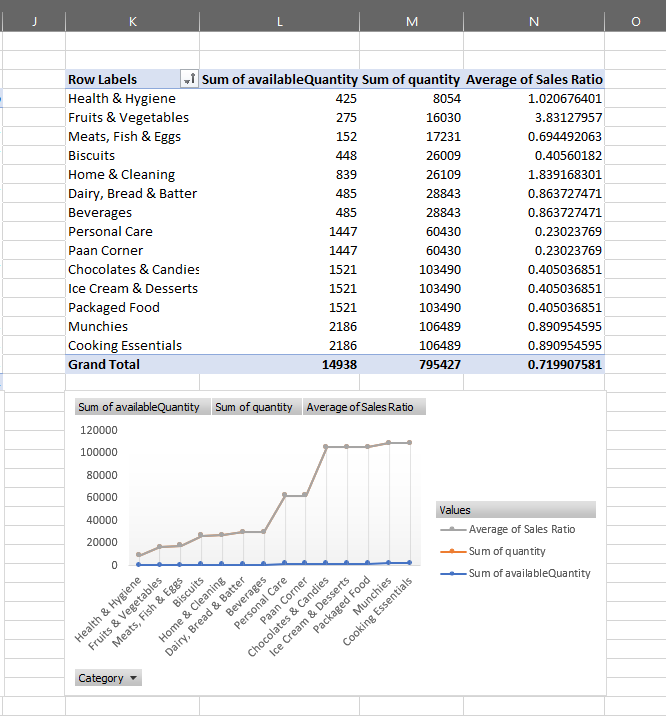 J K L M N O
Row Labels Sum of availableQuantity Sum of quantity Average of Sales Ratio
Health & Hygiene 425 8054 1.020676401
Fruits & Vegetables 275 16030 3.83127957
Meats, Fish & Eggs 152 17231 0.694492063
Biscuits 448 26009 0.40560182
Home & Cleaning 839 26109 1.839168301
Dairy, Bread & Batter 485 28843 0.863727471
Beverages 485 28843 0.863727471
Personal Care 1447 60430 0.23023769
Paan Corner 1447 60430 0.23023769
Chocolates & Candies 1521 103490 0.405036851
Ice Cream & Desserts 1521 103490 0.405036851
Packaged Food 1521 103490 0.405036851
Munchies 2186 106489 0.890954595
Cooking Essentials 2186 106489 0.890954595
Grand Total 14938 795427 0.719907581
Sum of availableQuantity Sum of quantity Average of Sales Ratio
120000
100000
80000
60000
40000
20000
0
Health & Hygiene
Fruits & Vegetables
Meats, Fish & Eggs
Biscuits
Home & Cleaning
Dairy, Bread & Batter
Beverages
Personal Care
Paan Corner
Chocolates & Candies
Ice Cream & Desserts
Packaged Food
Munchies
Cooking Essentials
Values
Average of Sales Ratio
Sum of quantity
Sum of availableQuantity
Category